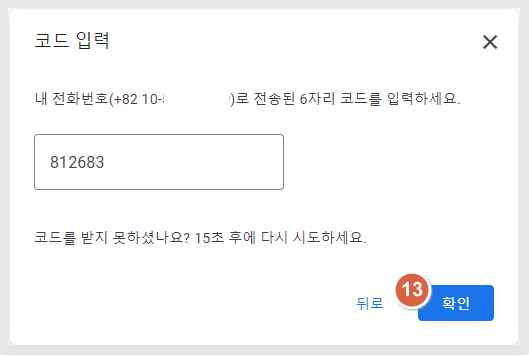 코드 입력
내 전화번호(+82 10-      )로 전송된 6자리 코드를 입력하세요.
812683
코드를 받지 못하셨나요? 15초 후에 다시 시도하세요.
뒤로 13 확인